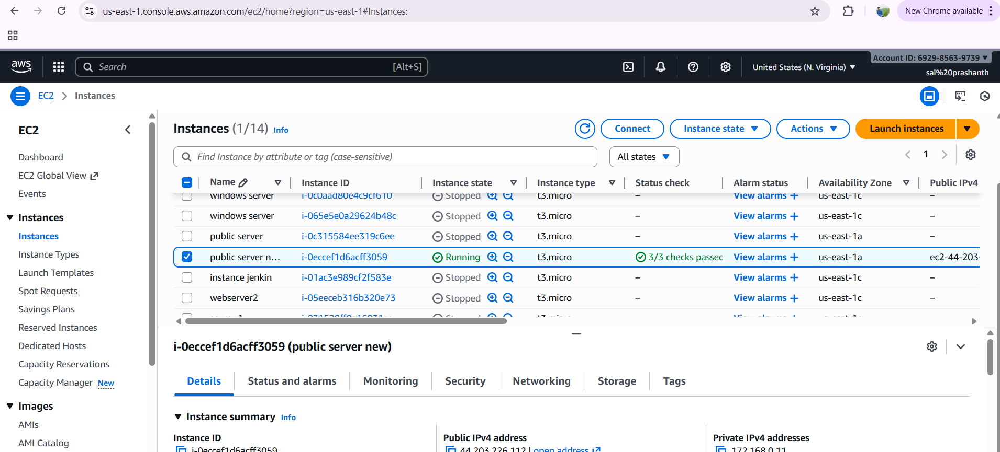 us-east-1.console.aws.amazon.com/ec2/home?region=us-east-1#Instances:
New Chrome available
aws
Search
[Alt+S]
United States (N. Virginia)
Account ID: 6929-8563-9739
sai%20prashanth
EC2
Instances
EC2
Dashboard
EC2 Global View
Events
Instances
Instances
Instance Types
Launch Templates
Spot Requests
Savings Plans
Reserved Instances
Dedicated Hosts
Capacity Reservations
Capacity Manager New
Images
AMIs
AMI Catalog
Instances (1/14) Info
Connect
Instance state
Actions
Launch instances
Find Instance by attribute or tag (case-sensitive)
All states
1
Name Instance ID Instance state Instance type Status check Alarm status Availability Zone Public IPv4
windows server i-0c0aad80e4c9cf610 Stopped t3.micro – View alarms + us-east-1c –
windows server i-065e5e0a29624b48c Stopped t3.micro – View alarms + us-east-1c –
public server i-0c315584ee319c6ee Stopped t3.micro – View alarms + us-east-1a –
public server n... i-0eccef1d6acff3059 Running t3.micro 3/3 checks passed View alarms + us-east-1a ec2-44-203-
instance jenkin i-01ac3e989cf2f583e Stopped t3.micro – View alarms + us-east-1c –
webserver2 i-05eeceb316b320e73 Stopped t3.micro – View alarms + us-east-1c –
i-0eccef1d6acff3059 (public server new)
Details
Status and alarms
Monitoring
Security
Networking
Storage
Tags
Instance summary Info
Instance ID
i-0eccef1d6acff3059
Public IPv4 address
44.203.226.112 | open address
Private IPv4 addresses
172.168.0.11